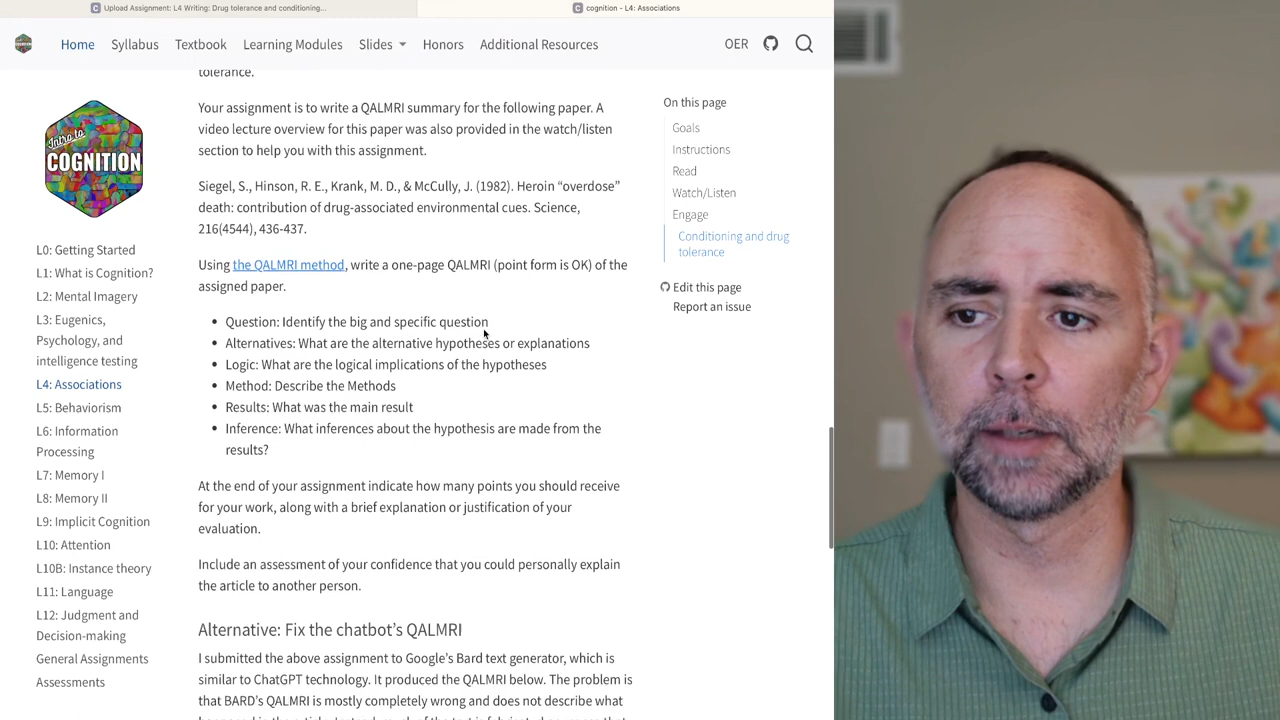 Upload Assignment: L4 Writing: Drug tolerance and conditioning...
cognition - L4: Associations
Home Syllabus Textbook Learning Modules Slides Honors Additional Resources OER
tolerance.
Your assignment is to write a QALMRI summary for the following paper. A
video lecture overview for this paper was also provided in the watch/listen
section to help you with this assignment.
Siegel, S., Hinson, R. E., Krank, M. D., & McCully, J. (1982). Heroin “overdose”
death: contribution of drug-associated environmental cues. Science,
216(4544), 436-437.
Using the QALMRI method, write a one-page QALMRI (point form is OK) of the
assigned paper.
• Question: Identify the big and specific question
• Alternatives: What are the alternative hypotheses or explanations
• Logic: What are the logical implications of the hypotheses
• Method: Describe the Methods
• Results: What was the main result
• Inference: What inferences about the hypothesis are made from the
results?
At the end of your assignment indicate how many points you should receive
for your work, along with a brief explanation or justification of your
evaluation.
Include an assessment of your confidence that you could personally explain
the article to another person.
Alternative: Fix the chatbot’s QALMRI
I submitted the above assignment to Google’s Bard text generator, which is
similar to ChatGPT technology. It produced the QALMRI below. The problem is
that BARD’s QALMRI is mostly completely wrong and does not describe what
Intro to
COGNITION
L0: Getting Started
L1: What is Cognition?
L2: Mental Imagery
L3: Eugenics,
Psychology, and
intelligence testing
L4: Associations
L5: Behaviorism
L6: Information
Processing
L7: Memory I
L8: Memory II
L9: Implicit Cognition
L10: Attention
L10B: Instance theory
L11: Language
L12: Judgment and
Decision-making
General Assignments
Assessments
On this page
Goals
Instructions
Read
Watch/Listen
Engage
Conditioning and drug
tolerance
Edit this page
Report an issue